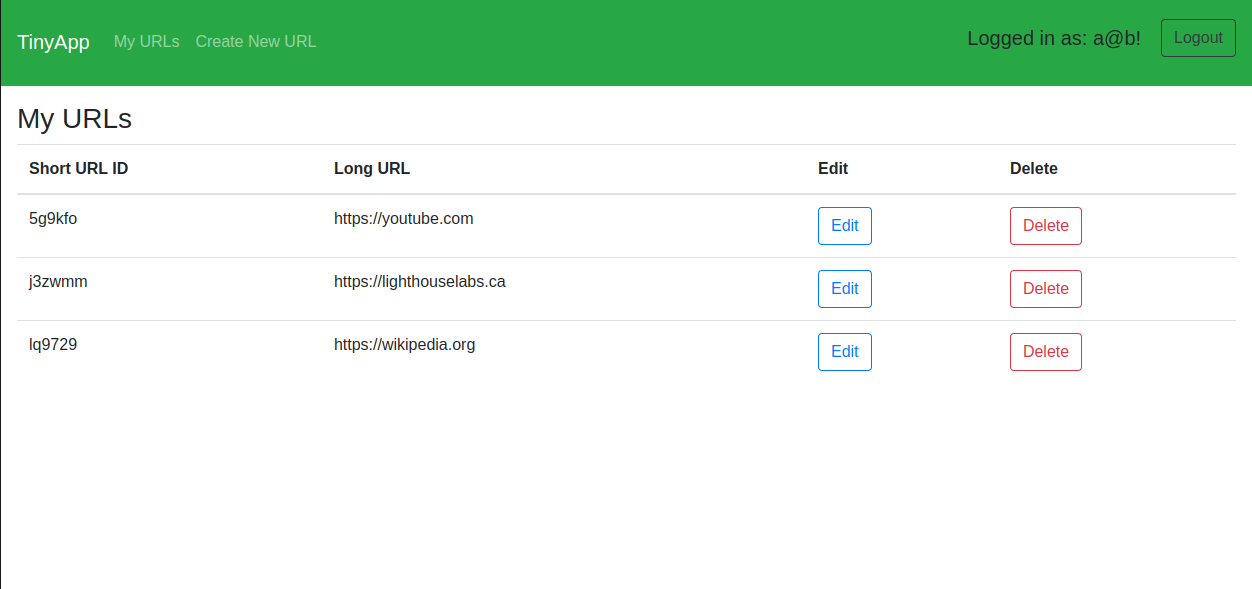 TinyApp My URLs Create New URL Logged in as: a@b! Logout
My URLs
Short URL ID Long URL Edit Delete
5g9kfo https://youtube.com Edit Delete
j3zwmm https://lighthouselabs.ca Edit Delete
lq9729 https://wikipedia.org Edit Delete